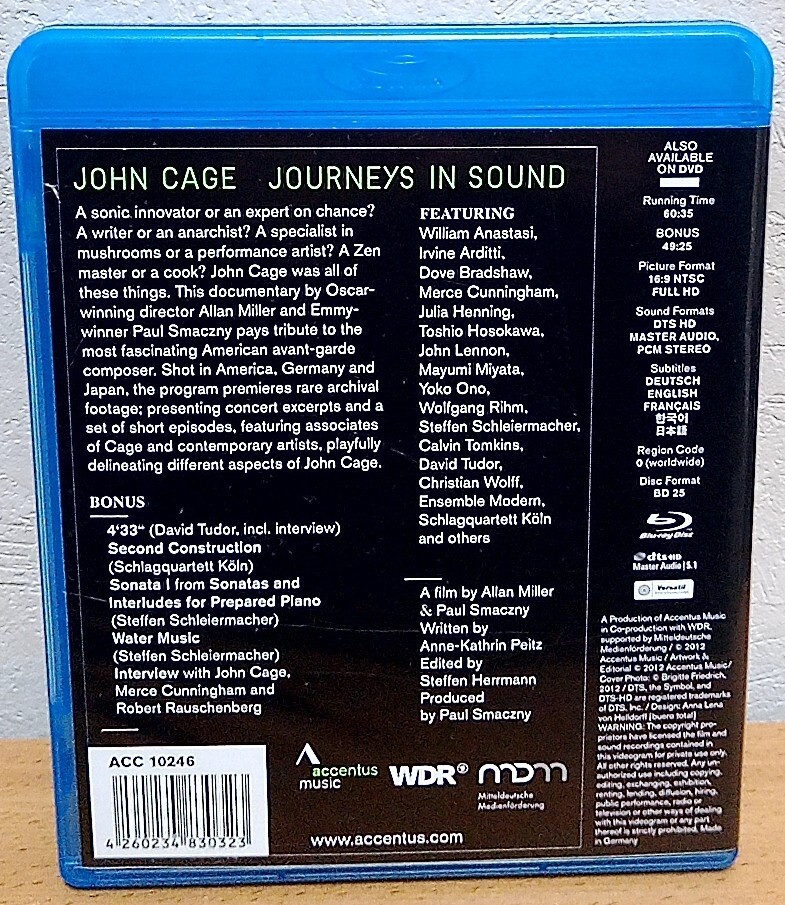 JOHN CAGE JOURNEYS IN SOUND
A sonic innovator or an expert on chance?
A writer or an anarchist? A specialist in
mushrooms or a performance artist? A Zen
master or a cook? John Cage was all of
these things. This documentary by Oscar-
winning director Allan Miller and Emmy-
winner Paul Smaczny pays tribute to the
most fascinating American avant-garde
composer. Shot in America, Germany and
Japan, the program premieres rare archival
footage; presenting concert excerpts and a
set of short episodes, featuring associates
of Cage and contemporary artists, playfully
delineating different aspects of John Cage.
BONUS
4'33" (David Tudor, incl. interview)
Second Construction
(Schlagquartett Köln)
Sonata I from Sonatas and
Interludes for Prepared Piano
(Steffen Schleiermacher)
Water Music
(Steffen Schleiermacher)
Interview with John Cage,
Merce Cunningham and
Robert Rauschenberg
FEATURING
William Anastasi,
Irvine Arditti,
Dove Bradshaw,
Merce Cunningham,
Julia Henning,
Toshio Hosokawa,
John Lennon,
Mayumi Miyata,
Yoko Ono,
Wolfgang Rihm,
Steffen Schleiermacher,
Calvin Tomkins,
David Tudor,
Christian Wolff,
Ensemble Modern,
Schlagquartett Köln
and others
A film by Allan Miller
& Paul Smaczny
Written by
Anne-Kathrin Peitz
Edited by
Steffen Herrmann
Produced
by Paul Smaczny
ALSO
AVAILABLE
ON DVD
Running Time
60:35
BONUS
49:25
Picture Format
16:9 NTSC
FULL HD
Sound Formats
DTS HD
MASTER AUDIO,
PCM STEREO
Subtitles
DEUTSCH
ENGLISH
FRANÇAIS
한국어
日本語
Region Code
0 (worldwide)
Disc Format
BD 25
Blu-ray Disc
dts-HD
Master Audio | 5.1
A Production of Accentus Music
in Co-production with WDR,
supported by Mitteldeutsche
Medienförderung / © 2012
Accentus Music / Artwork &
Editorial © 2012 Accentus Music/
Cover Photo: © Brigitte Friedrich,
2012 / DTS, the Symbol, and
DTS-HD are registered trademarks
of DTS, Inc. / Design: Anna Lena
von Helldorff [buero total]
WARNING: The copyright pro-
prietors have licensed the film and
sound recordings contained in
this videogram for private use only.
All other rights reserved. Any un-
authorized use including copying,
editing, exchanging, exhibition,
renting, lending, diffusion, hiring,
public performance, radio or
television or other ways of dealing
with this videogram or any part
thereof is strictly prohibited. Made
in Germany
ACC 10246
4 260234 830323
accentus
music
WDR
mDm
Mitteldeutsche
Medienförderung
www.accentus.com